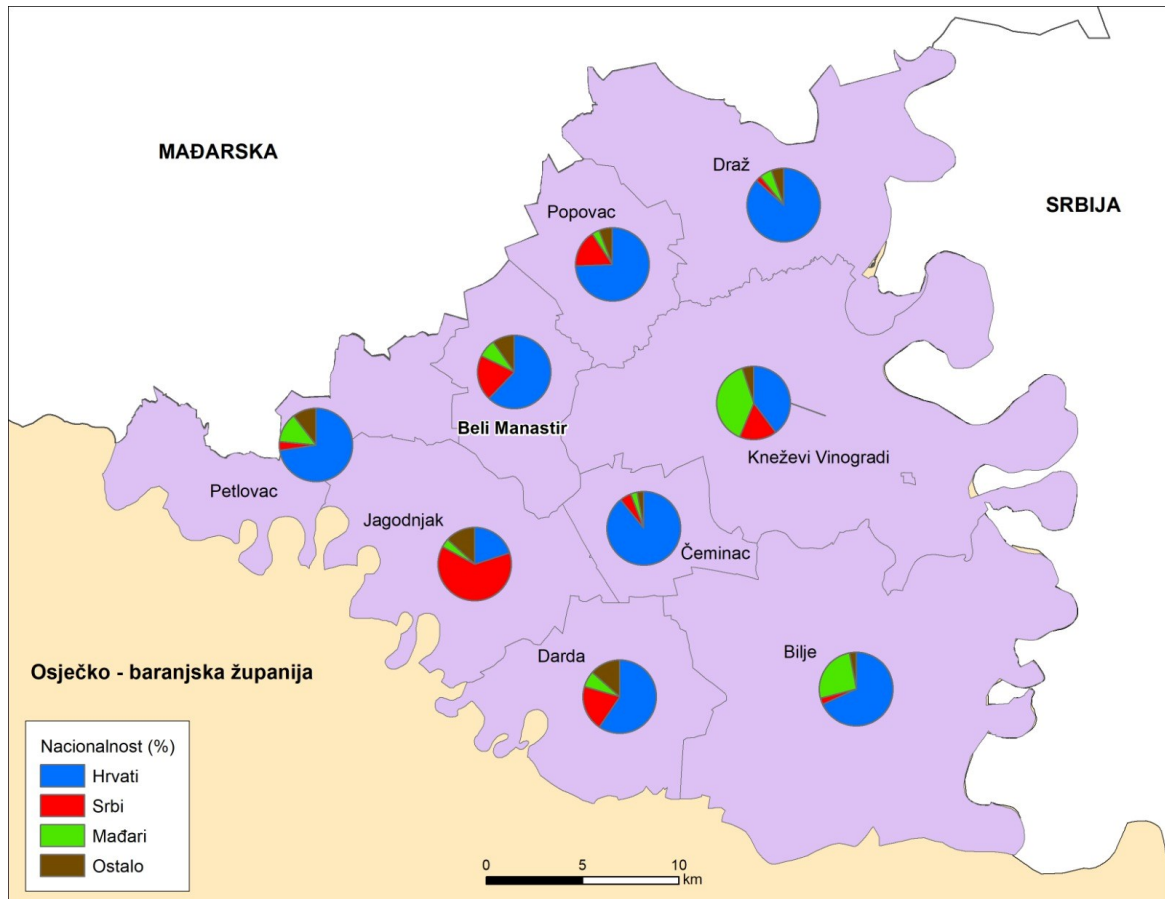 MAĐARSKA
Draž
SRBIJA
Popovac
Beli Manastir
Kneževi Vinogradi
Petlovac
Jagodnjak
Čeminac
Darda
Bilje
Osječko - baranjska županija
Nacionalnost (%)
Hrvati
Srbi
Mađari
Ostalo
0 5 10
km